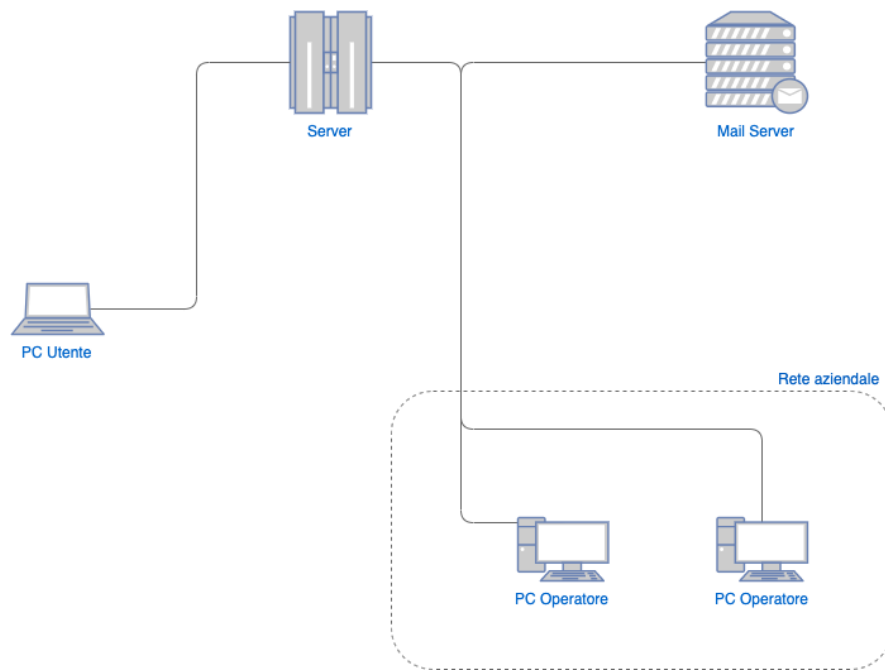 Server
Mail Server
PC Utente
Rete aziendale
PC Operatore
PC Operatore